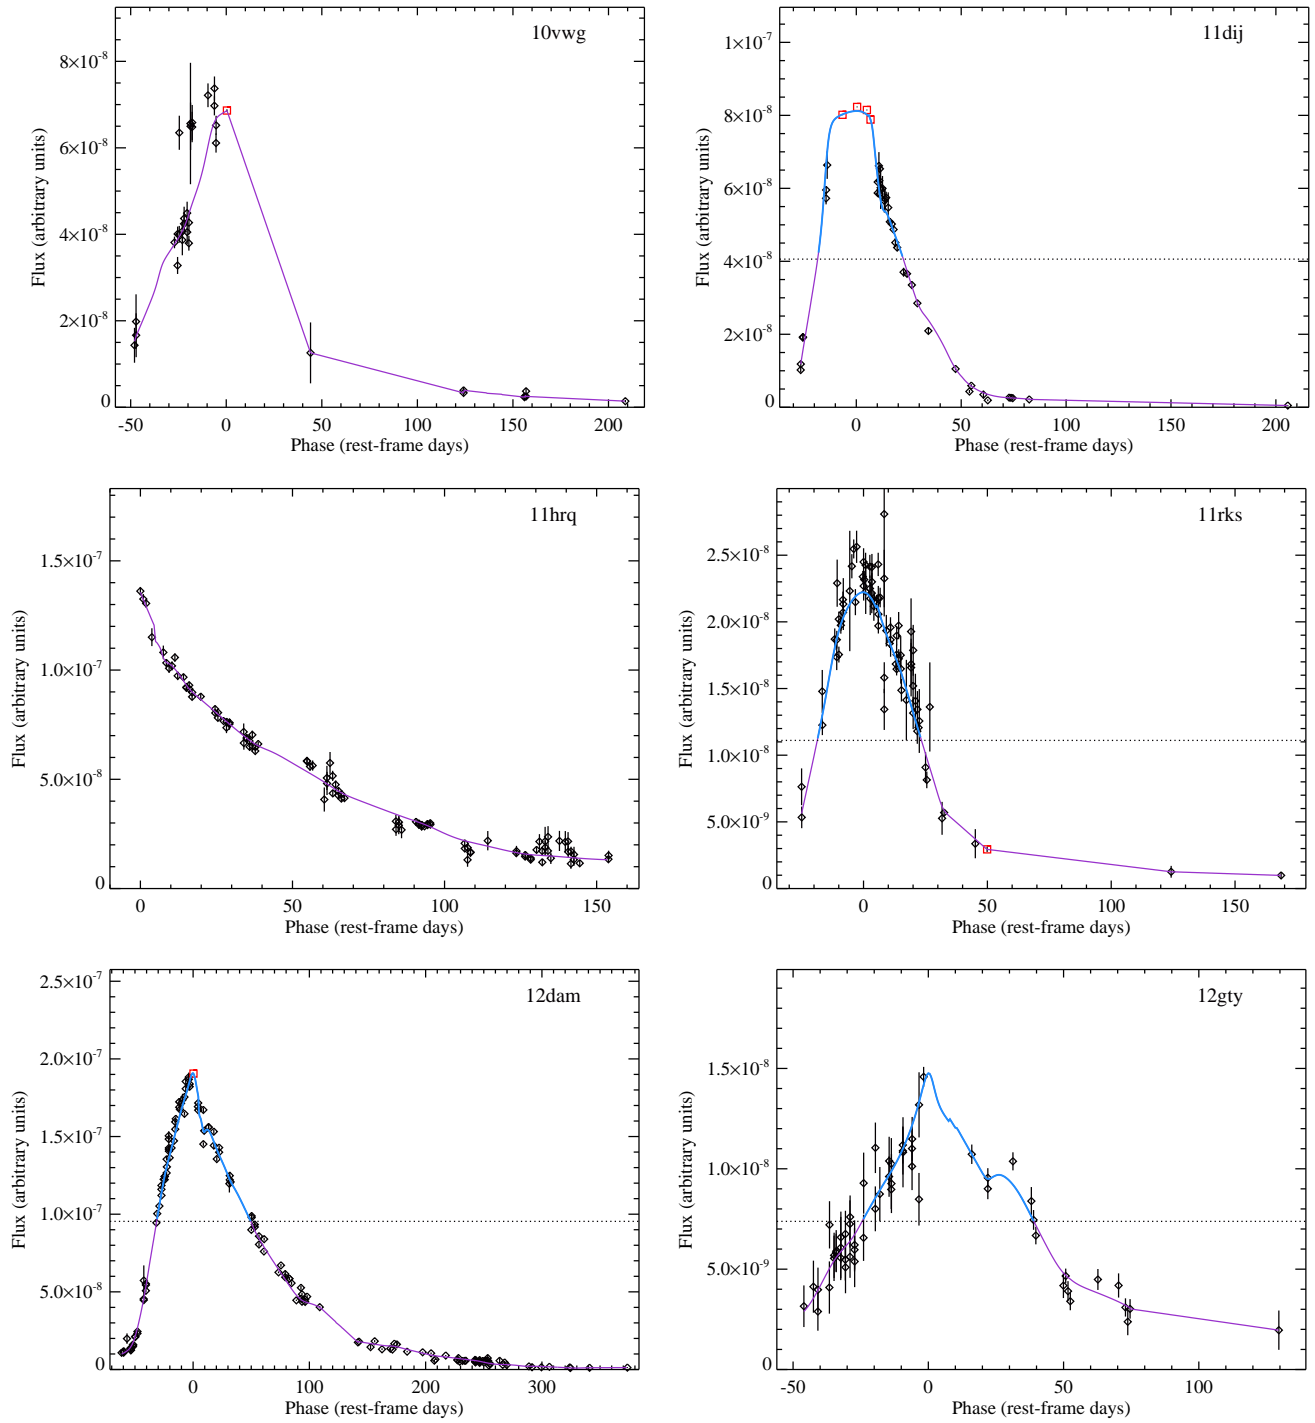 10vwg
8×10⁻⁸
6×10⁻⁸
4×10⁻⁸
2×10⁻⁸
0
Flux (arbitrary units)
-50 0 50 100 150 200
Phase (rest-frame days)
11dij
1×10⁻⁷
8×10⁻⁸
6×10⁻⁸
4×10⁻⁸
2×10⁻⁸
0
Flux (arbitrary units)
0 50 100 150 200
Phase (rest-frame days)
11hrq
1.5×10⁻⁷
1.0×10⁻⁷
5.0×10⁻⁸
0
Flux (arbitrary units)
0 50 100 150
Phase (rest-frame days)
11rks
2.5×10⁻⁸
2.0×10⁻⁸
1.5×10⁻⁸
1.0×10⁻⁸
5.0×10⁻⁹
0
Flux (arbitrary units)
0 50 100 150
Phase (rest-frame days)
12dam
2.5×10⁻⁷
2.0×10⁻⁷
1.5×10⁻⁷
1.0×10⁻⁷
5.0×10⁻⁸
0
Flux (arbitrary units)
0 100 200 300
Phase (rest-frame days)
12gty
1.5×10⁻⁸
1.0×10⁻⁸
5.0×10⁻⁹
0
Flux (arbitrary units)
-50 0 50 100
Phase (rest-frame days)